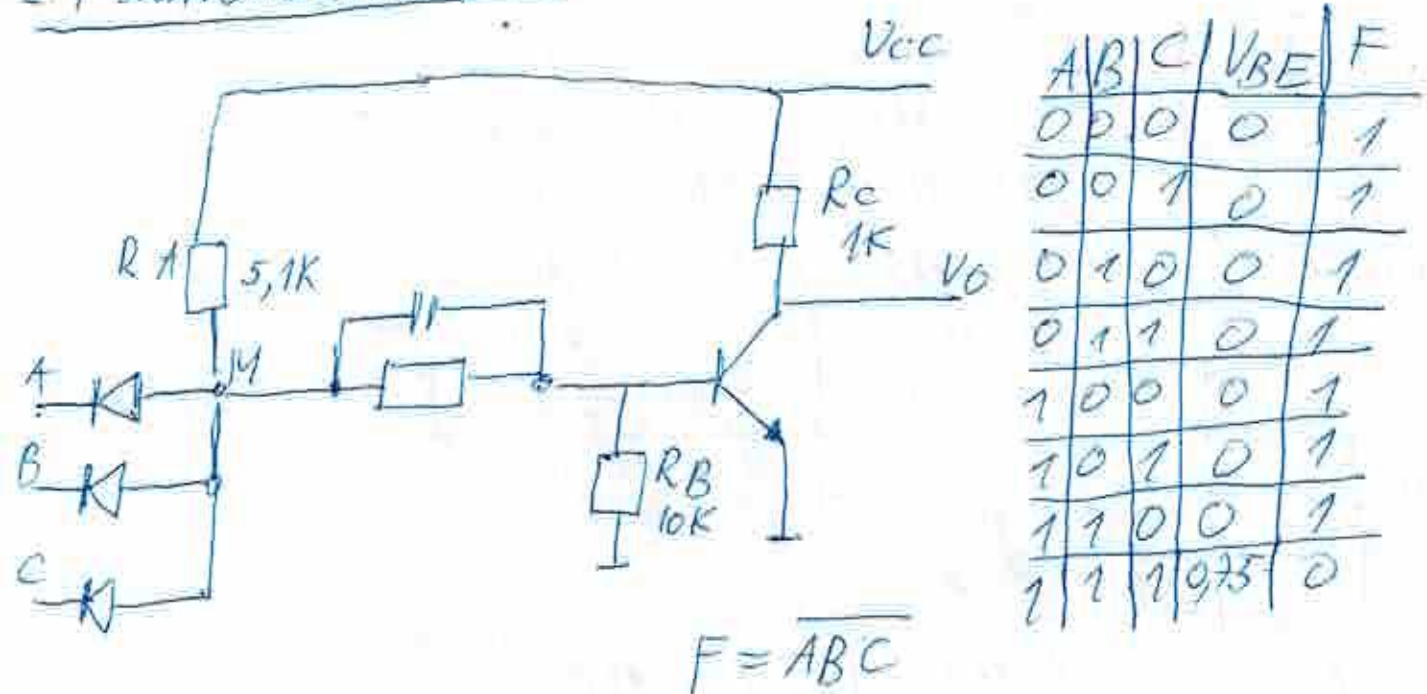 Vcc
RA 5,1K
Rc
1K
Vo
A
M
B
RB
10K
C
F = \overline{ABC}
A B C VBE F
0 0 0 0 1
0 0 1 0 1
0 1 0 0 1
0 1 1 0 1
1 0 0 0 1
1 0 1 0 1
1 1 0 0 1
1 1 1 0,75 0